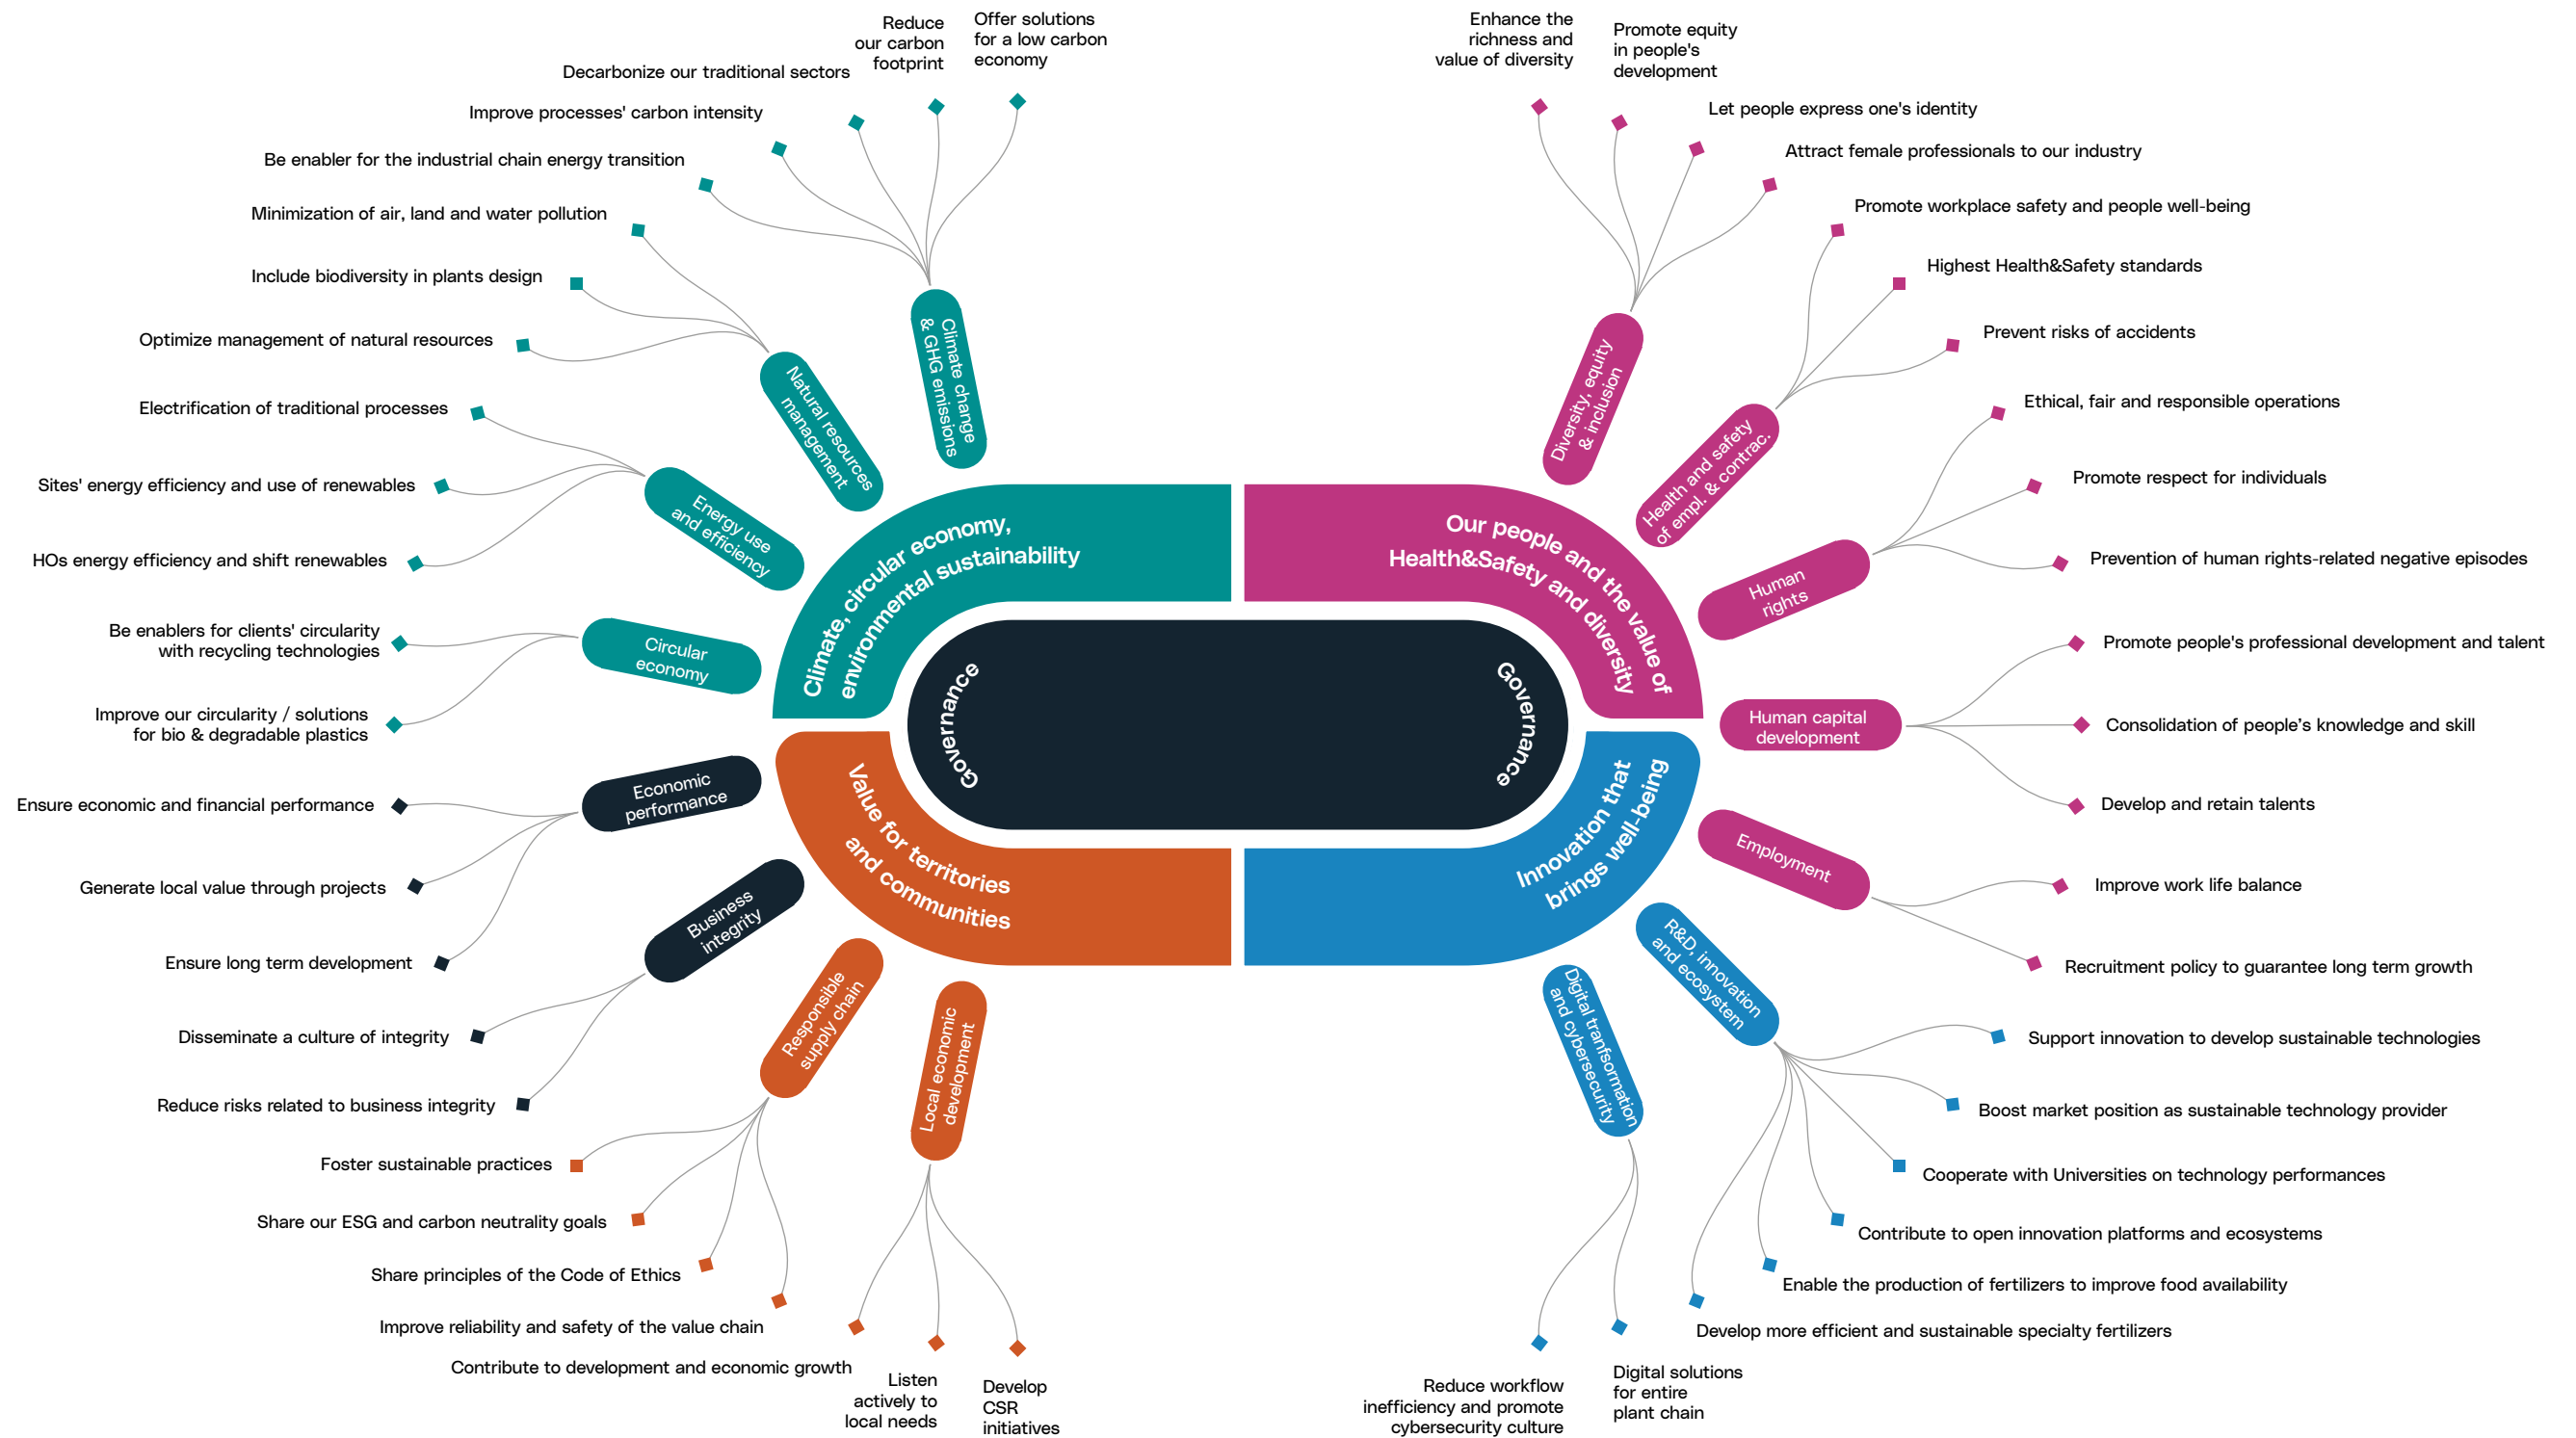 Reduce
our carbon
footprint
Offer solutions
for a low carbon
economy
Decarbonize our traditional sectors
Improve processes' carbon intensity
Be enabler for the industrial chain energy transition
Minimization of air, land and water pollution
Include biodiversity in plants design
Optimize management of natural resources
Electrification of traditional processes
Sites' energy efficiency and use of renewables
HOs energy efficiency and shift renewables
Be enablers for clients' circularity
with recycling technologies
Improve our circularity / solutions
for bio & degradable plastics
Climate change
& GHG emissions
Natural resources
management
Energy use
and efficiency
Circular
economy
Climate, circular economy,
environmental sustainability
Enhance the
richness and
value of diversity
Promote equity
in people's
development
Let people express one's identity
Attract female professionals to our industry
Promote workplace safety and people well-being
Highest Health&Safety standards
Prevent risks of accidents
Ethical, fair and responsible operations
Promote respect for individuals
Prevention of human rights-related negative episodes
Promote people's professional development and talent
Consolidation of people’s knowledge and skill
Develop and retain talents
Improve work life balance
Recruitment policy to guarantee long term growth
Diversity, equity
& inclusion
Health and safety
of empl. & contrac.
Human
rights
Human capital
development
Employment
Our people and the value of
Health&Safety and diversity
Governance
Governance
Economic
performance
Business
integrity
Responsible
supply chain
Local economic
development
Value for territories
and communities
Ensure economic and financial performance
Generate local value through projects
Ensure long term development
Disseminate a culture of integrity
Reduce risks related to business integrity
Foster sustainable practices
Share our ESG and carbon neutrality goals
Share principles of the Code of Ethics
Improve reliability and safety of the value chain
Contribute to development and economic growth
Listen
actively to
local needs
Develop
CSR
initiatives
Innovation that
brings well-being
R&D, innovation
and ecosystem
Digital tranfsormation
and cybersecurity
Support innovation to develop sustainable technologies
Boost market position as sustainable technology provider
Cooperate with Universities on technology performances
Contribute to open innovation platforms and ecosystems
Enable the production of fertilizers to improve food availability
Develop more efficient and sustainable specialty fertilizers
Digital solutions
for entire
plant chain
Reduce workflow
inefficiency and promote
cybersecurity culture